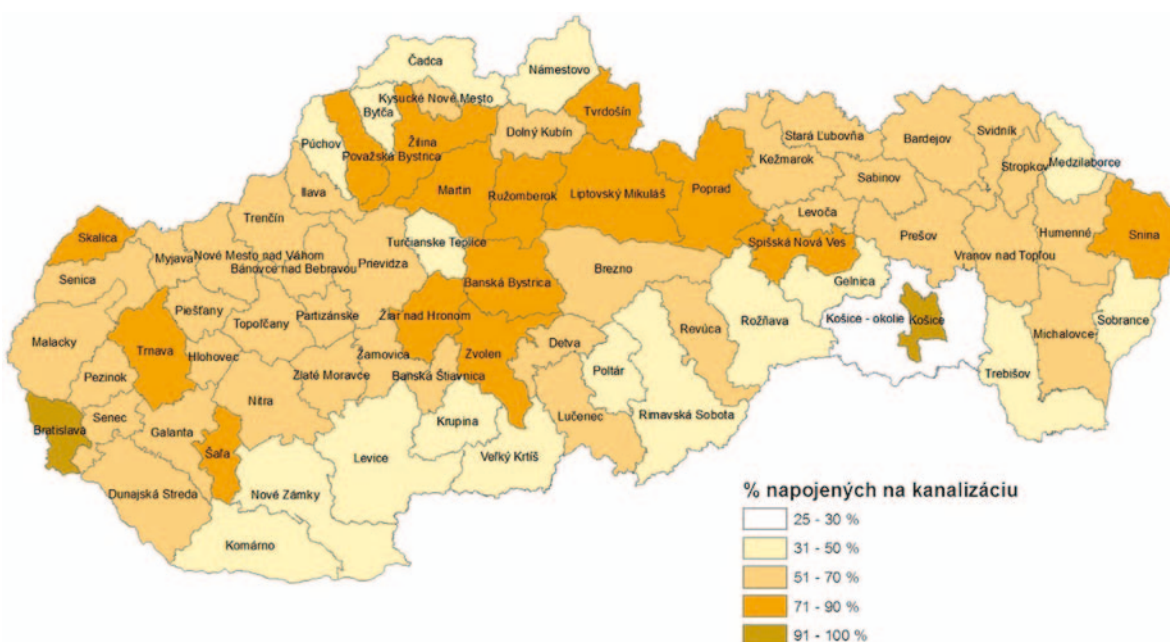 Čadca
Námestovo
Kysucké Nové Mesto
Bytča
Tvrdošín
Púchov
Žilina
Dolný Kubín
Považská Bystrica
Stará Ľubovňa
Bardejov
Svidník
Kežmarok
Stropkov
Medzilaborce
Ilava
Martin
Ružomberok
Liptovský Mikuláš
Poprad
Sabinov
Trenčín
Levoča
Skalica
Turčianske Teplice
Prešov
Humenné
Snina
Nové Mesto nad Váhom
Spišská Nová Ves
Myjava
Prievidza
Bánovce nad Bebravou
Brezno
Vranov nad Topľou
Senica
Banská Bystrica
Gelnica
Piešťany
Partizánske
Žiar nad Hronom
Rožňava
Košice - okolie
Košice
Sobrance
Topoľčany
Revúca
Malacky
Trnava
Detva
Michalovce
Hlohovec
Žarnovica
Zvolen
Pezinok
Zlaté Moravce
Banská Štiavnica
Poltár
Trebišov
Nitra
Senec
Lučenec
Rimavská Sobota
Bratislava
Galanta
Krupina
Šaľa
Levice
Veľký Krtíš
Dunajská Streda
Nové Zámky
Komárno
% napojených na kanalizáciu
25 - 30 %
31 - 50 %
51 - 70 %
71 - 90 %
91 - 100 %